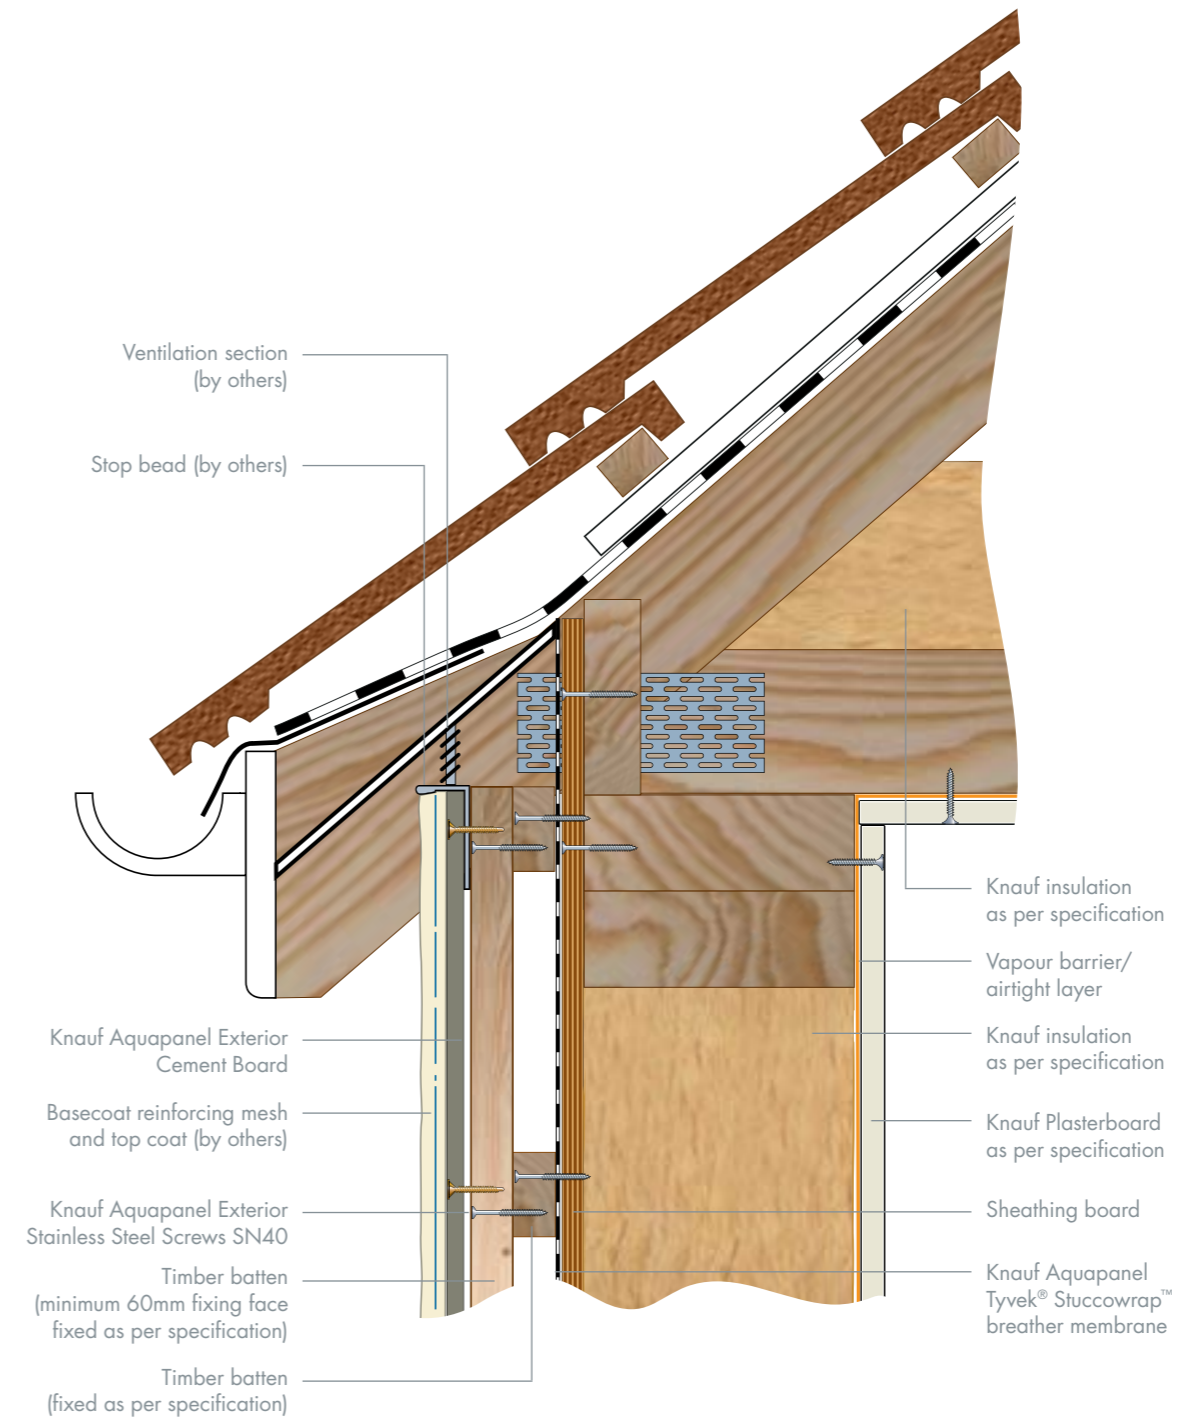 Ventilation section
(by others)
Stop bead (by others)
Knauf Aquapanel Exterior
Cement Board
Basecoat reinforcing mesh
and top coat (by others)
Knauf Aquapanel Exterior
Stainless Steel Screws SN40
Timber batten
(minimum 60mm fixing face
fixed as per specification)
Timber batten
(fixed as per specification)
Knauf insulation
as per specification
Vapour barrier/
airtight layer
Knauf insulation
as per specification
Knauf Plasterboard
as per specification
Sheathing board
Knauf Aquapanel
Tyvek® Stuccowrap™
breather membrane